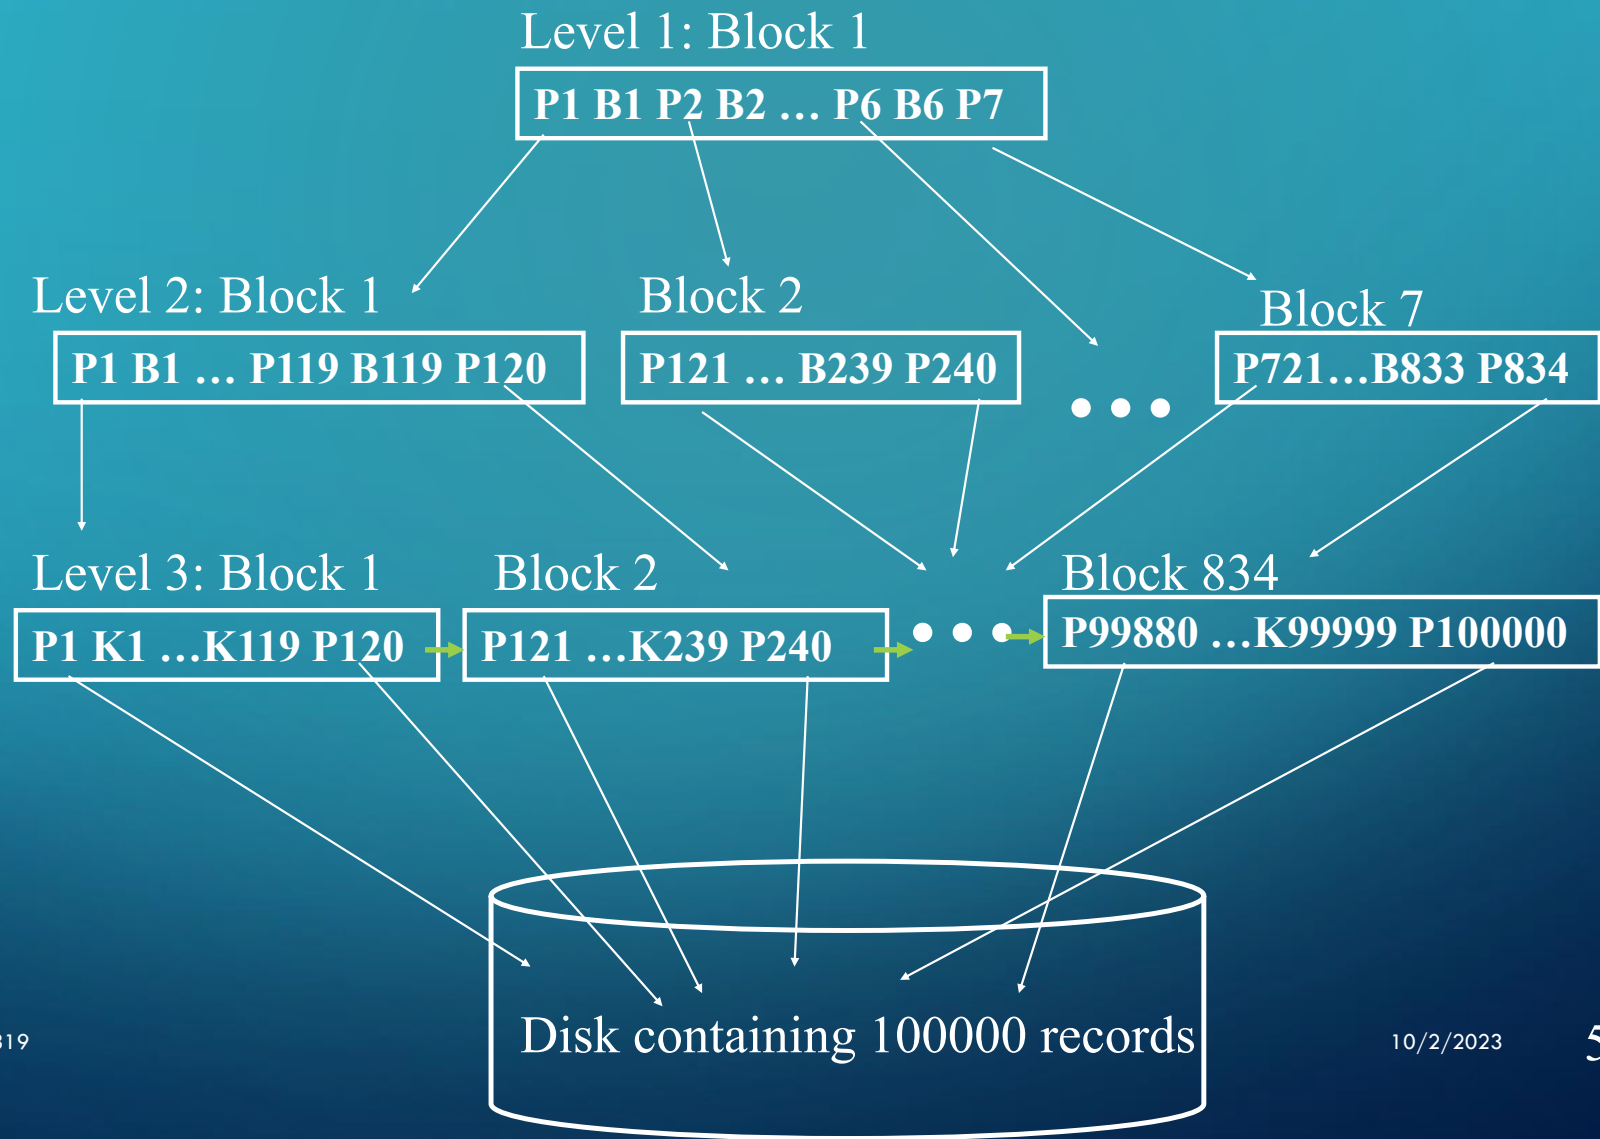 Level 1: Block 1
P1 B1 P2 B2 … P6 B6 P7
Level 2: Block 1
Block 2
Block 7
P1 B1 … P119 B119 P120
P121 … B239 P240
P721…B833 P834
Level 3: Block 1
Block 2
Block 834
P1 K1 …K119 P120
P121 …K239 P240
P99880 …K99999 P100000
Disk containing 100000 records
319
10/2/2023
5